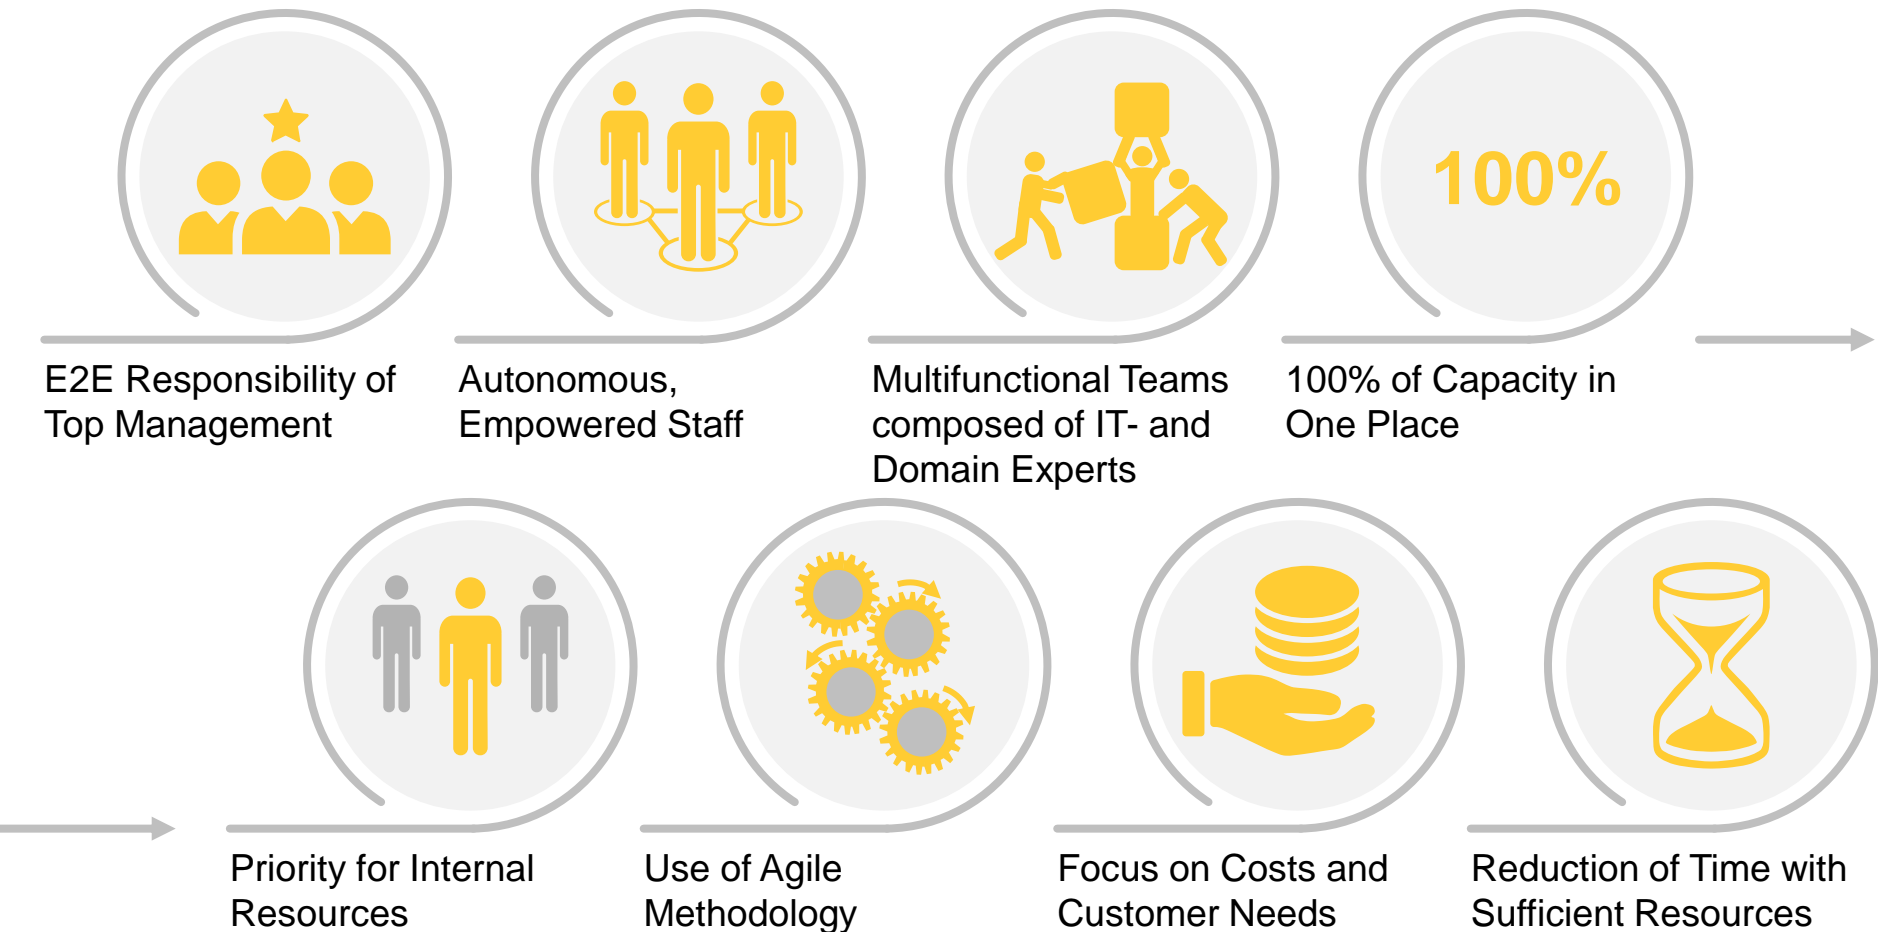 100%
E2E Responsibility of
Top Management
Autonomous,
Empowered Staff
Multifunctional Teams
composed of IT- and
Domain Experts
100% of Capacity in
One Place
Priority for Internal
Resources
Use of Agile
Methodology
Focus on Costs and
Customer Needs
Reduction of Time with
Sufficient Resources